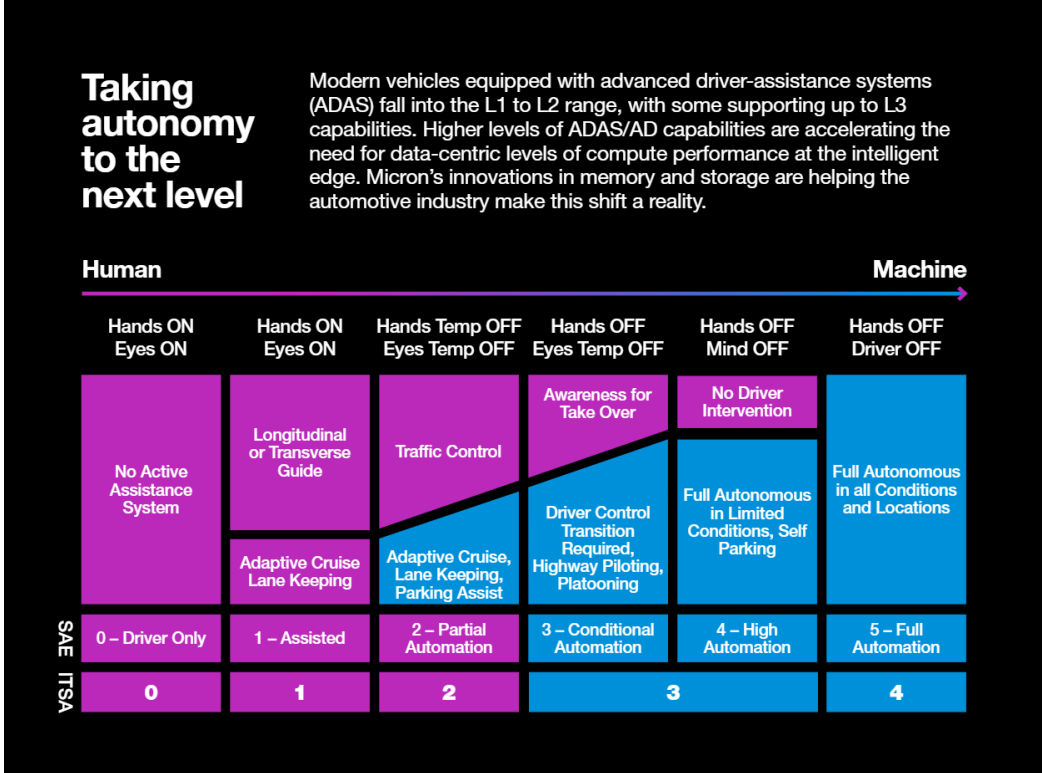 Taking
autonomy
to the
next level
Modern vehicles equipped with advanced driver-assistance systems
(ADAS) fall into the L1 to L2 range, with some supporting up to L3
capabilities. Higher levels of ADAS/AD capabilities are accelerating the
need for data-centric levels of compute performance at the intelligent
edge. Micron’s innovations in memory and storage are helping the
automotive industry make this shift a reality.
Human
Machine
Hands ON
Eyes ON
Hands ON
Eyes ON
Hands Temp OFF
Eyes Temp OFF
Hands OFF
Eyes Temp OFF
Hands OFF
Mind OFF
Hands OFF
Driver OFF
No Active
Assistance
System
Longitudinal
or Transverse
Guide
Adaptive Cruise
Lane Keeping
Traffic Control
Adaptive Cruise,
Lane Keeping,
Parking Assist
Awareness for
Take Over
Driver Control
Transition
Required,
Highway Piloting,
Platooning
No Driver
Intervention
Full Autonomous
in Limited
Conditions, Self
Parking
Full Autonomous
in all Conditions
and Locations
SAE
0 – Driver Only
1 – Assisted
2 – Partial
Automation
3 – Conditional
Automation
4 – High
Automation
5 – Full
Automation
ITSA
0
1
2
3
4